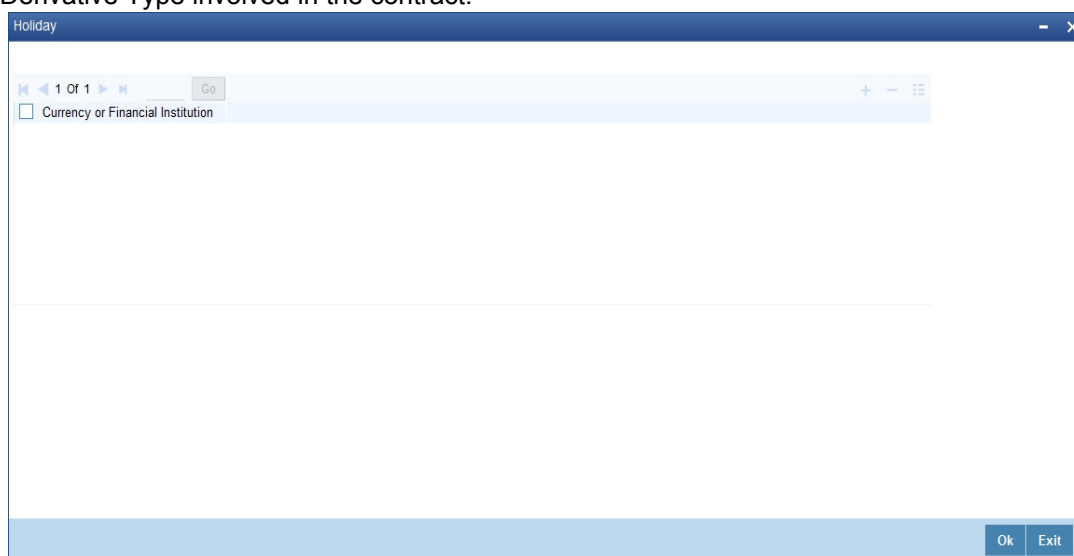 Derivative Type involved in the contract.
Holiday
1 Of 1 Go
Currency or Financial Institution
Ok Exit